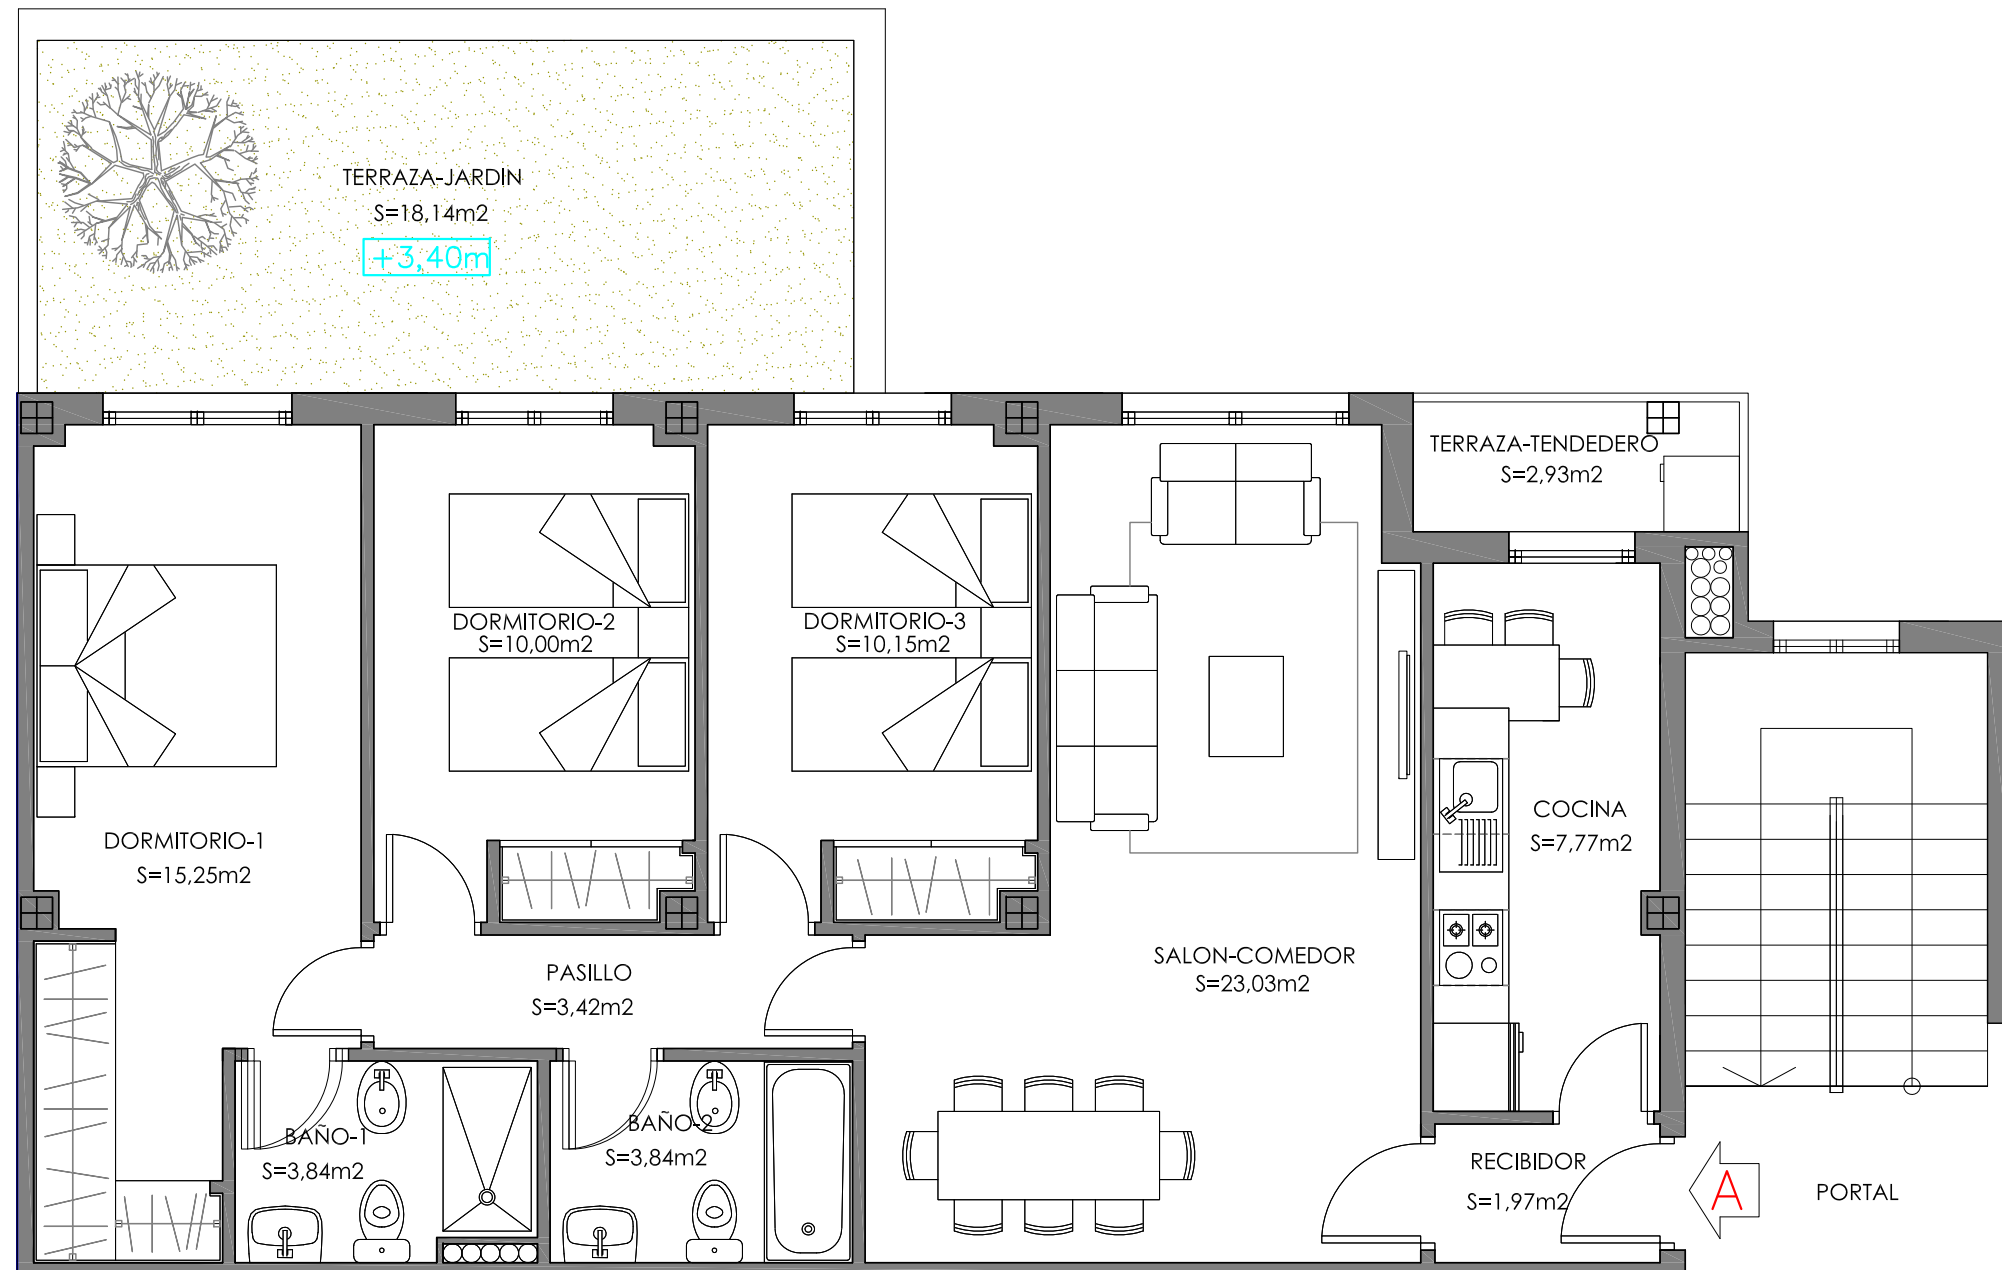 TERRAZA-JARDIN
S=18,14m2
+3,40m
TERRAZA-TENDEDERO
S=2,93m2
DORMITORIO-2
S=10,00m2
DORMITORIO-3
S=10,15m2
DORMITORIO-1
S=15,25m2
COCINA
S=7,77m2
PASILLO
S=3,42m2
SALON-COMEDOR
S=23,03m2
BAÑO-1
S=3,84m2
BAÑO-2
S=3,84m2
RECIBIDOR
S=1,97m2
A
PORTAL